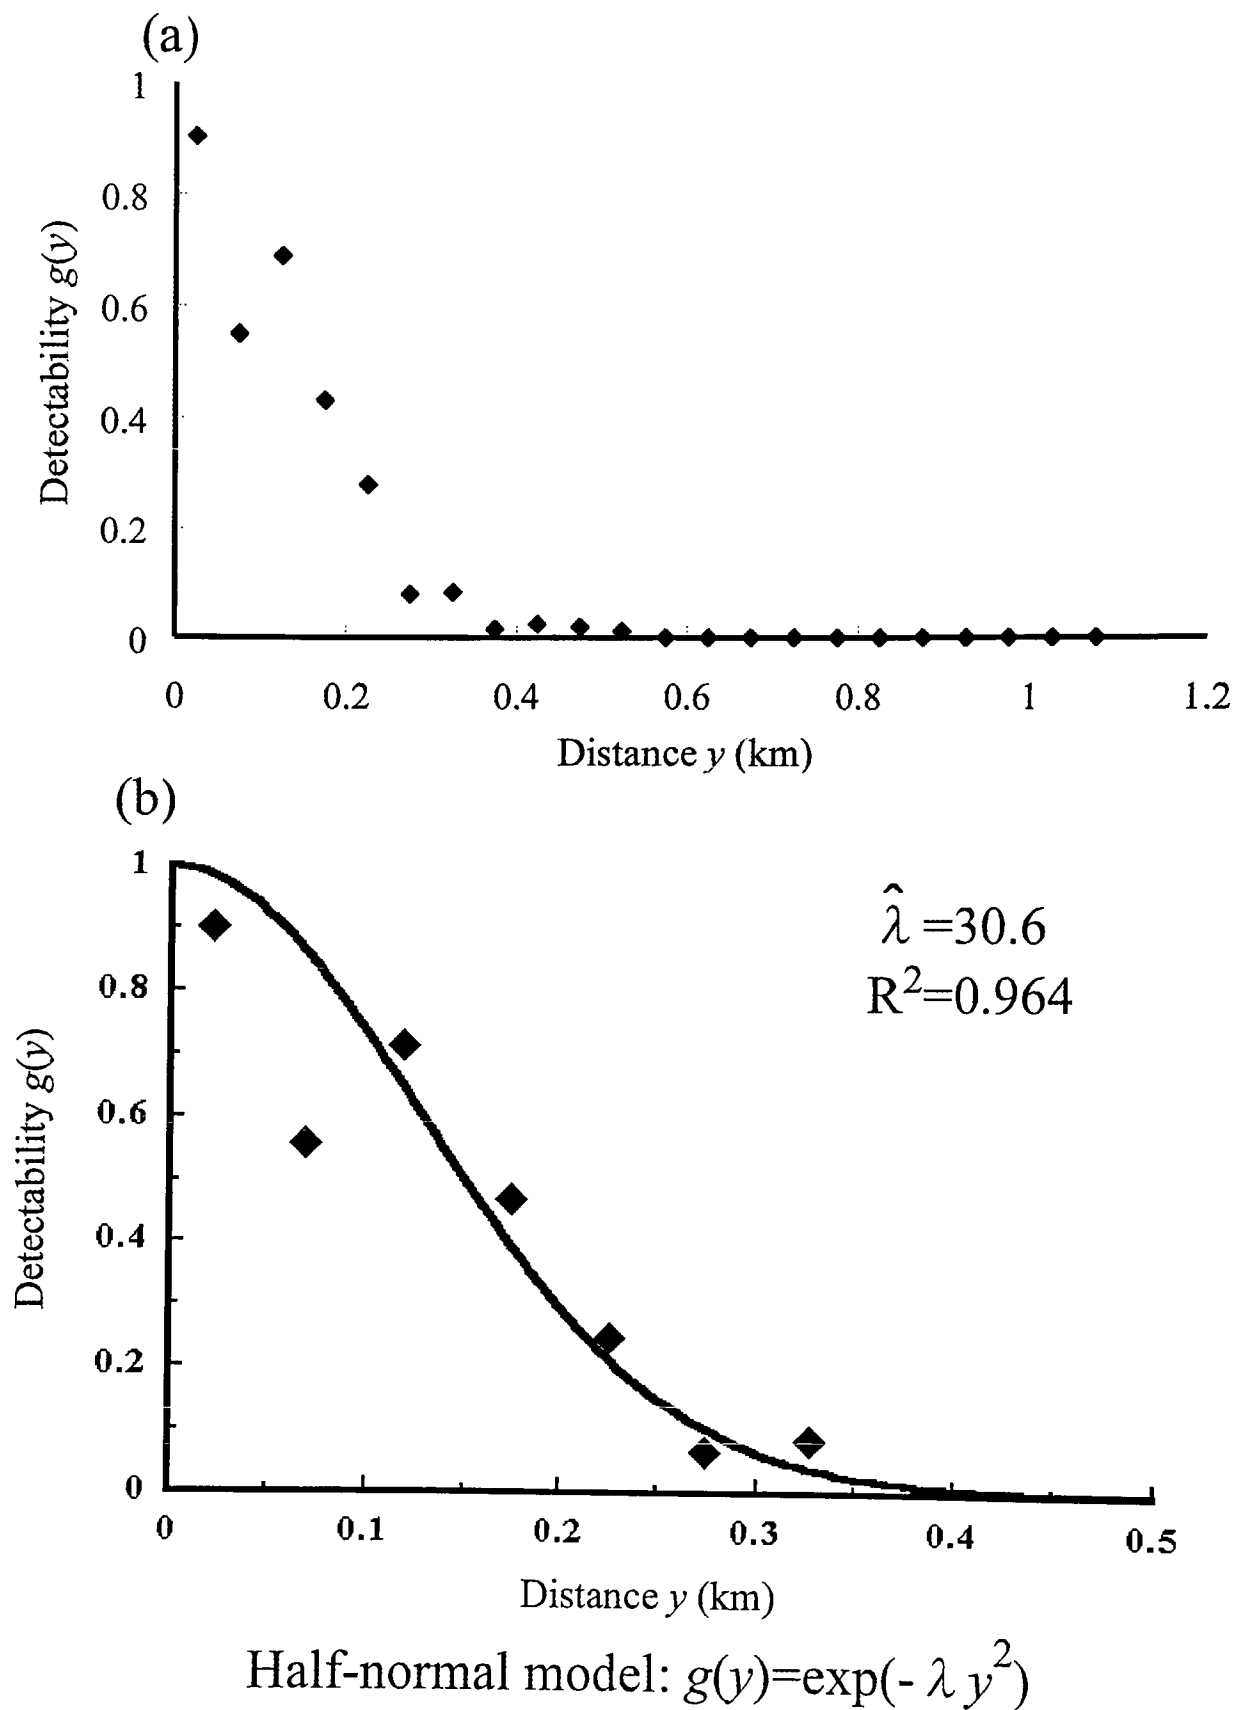 (a)
1
0.8
0.6
0.4
0.2
0
Detectability g(y)
0 0.2 0.4 0.6 0.8 1 1.2
Distance y (km)
(b)
1
0.8
0.6
0.4
0.2
0
Detectability g(y)
λ̂ =30.6
R²=0.964
0 0.1 0.2 0.3 0.4 0.5
Distance y (km)
Half-normal model: g(y)=exp(- λ y²)